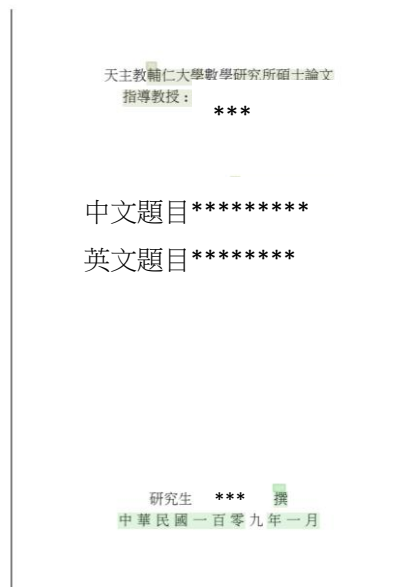 天主教輔仁大學數學研究所碩士論文
指導教授：
***
中文題目*********
英文題目********
研究生 *** 撰
中華民國一百零九年一月